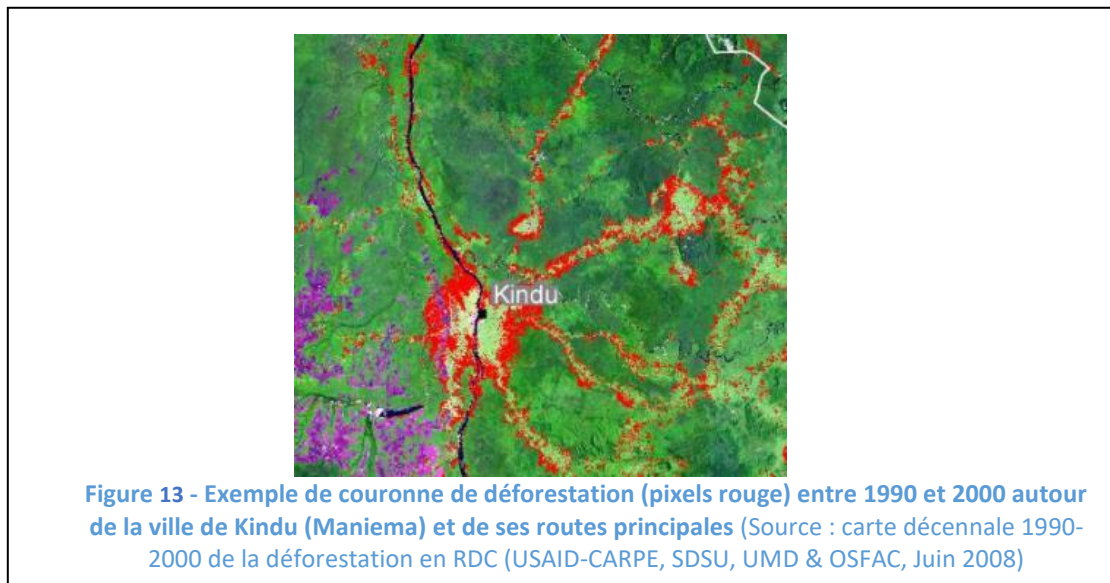 Kindu
Figure 13 - Exemple de couronne de déforestation (pixels rouge) entre 1990 et 2000 autour
de la ville de Kindu (Maniema) et de ses routes principales (Source : carte décennale 1990-
2000 de la déforestation en RDC (USAID-CARPE, SDSU, UMD & OSFAC, Juin 2008)